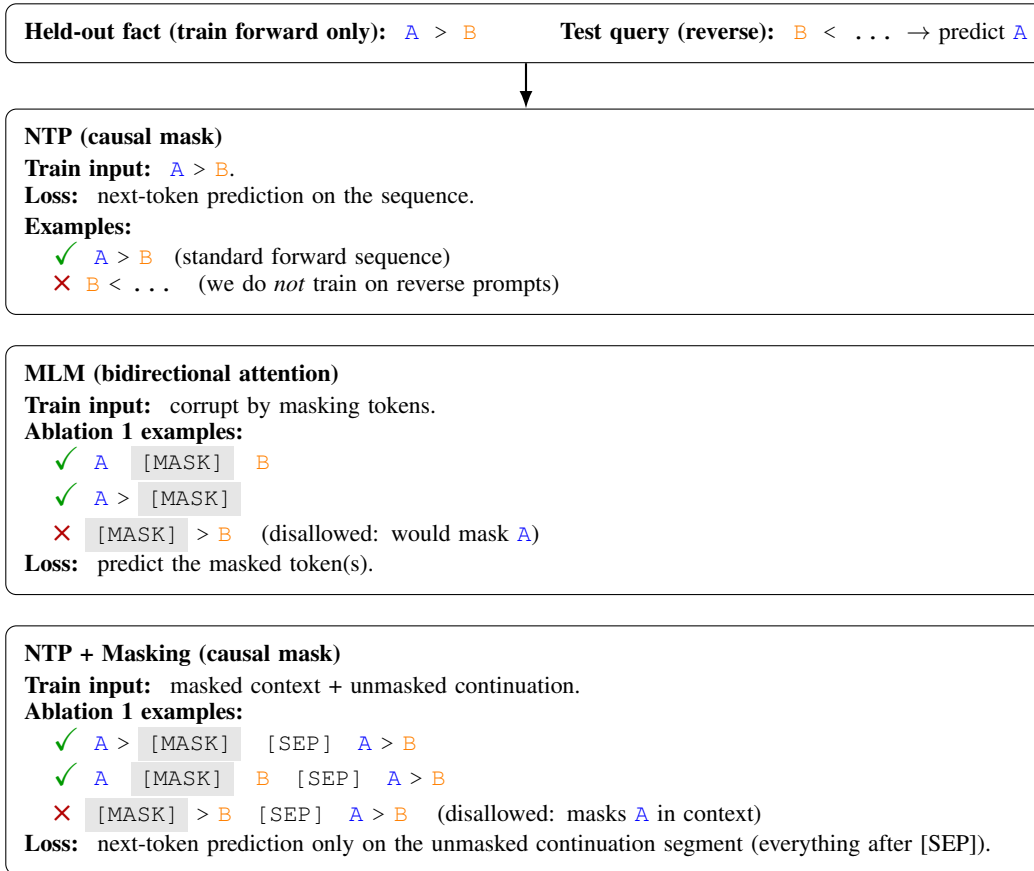 Held-out fact (train forward only): A > B Test query (reverse): B < ... → predict A
NTP (causal mask)
Train input: A > B.
Loss: next-token prediction on the sequence.
Examples:
✓ A > B (standard forward sequence)
✕ B < ... (we do not train on reverse prompts)
MLM (bidirectional attention)
Train input: corrupt by masking tokens.
Ablation 1 examples:
✓ A [MASK] B
✓ A > [MASK]
✕ [MASK] > B (disallowed: would mask A)
Loss: predict the masked token(s).
NTP + Masking (causal mask)
Train input: masked context + unmasked continuation.
Ablation 1 examples:
✓ A > [MASK] [SEP] A > B
✓ A [MASK] B [SEP] A > B
✕ [MASK] > B [SEP] A > B (disallowed: masks A in context)
Loss: next-token prediction only on the unmasked continuation segment (everything after [SEP]).